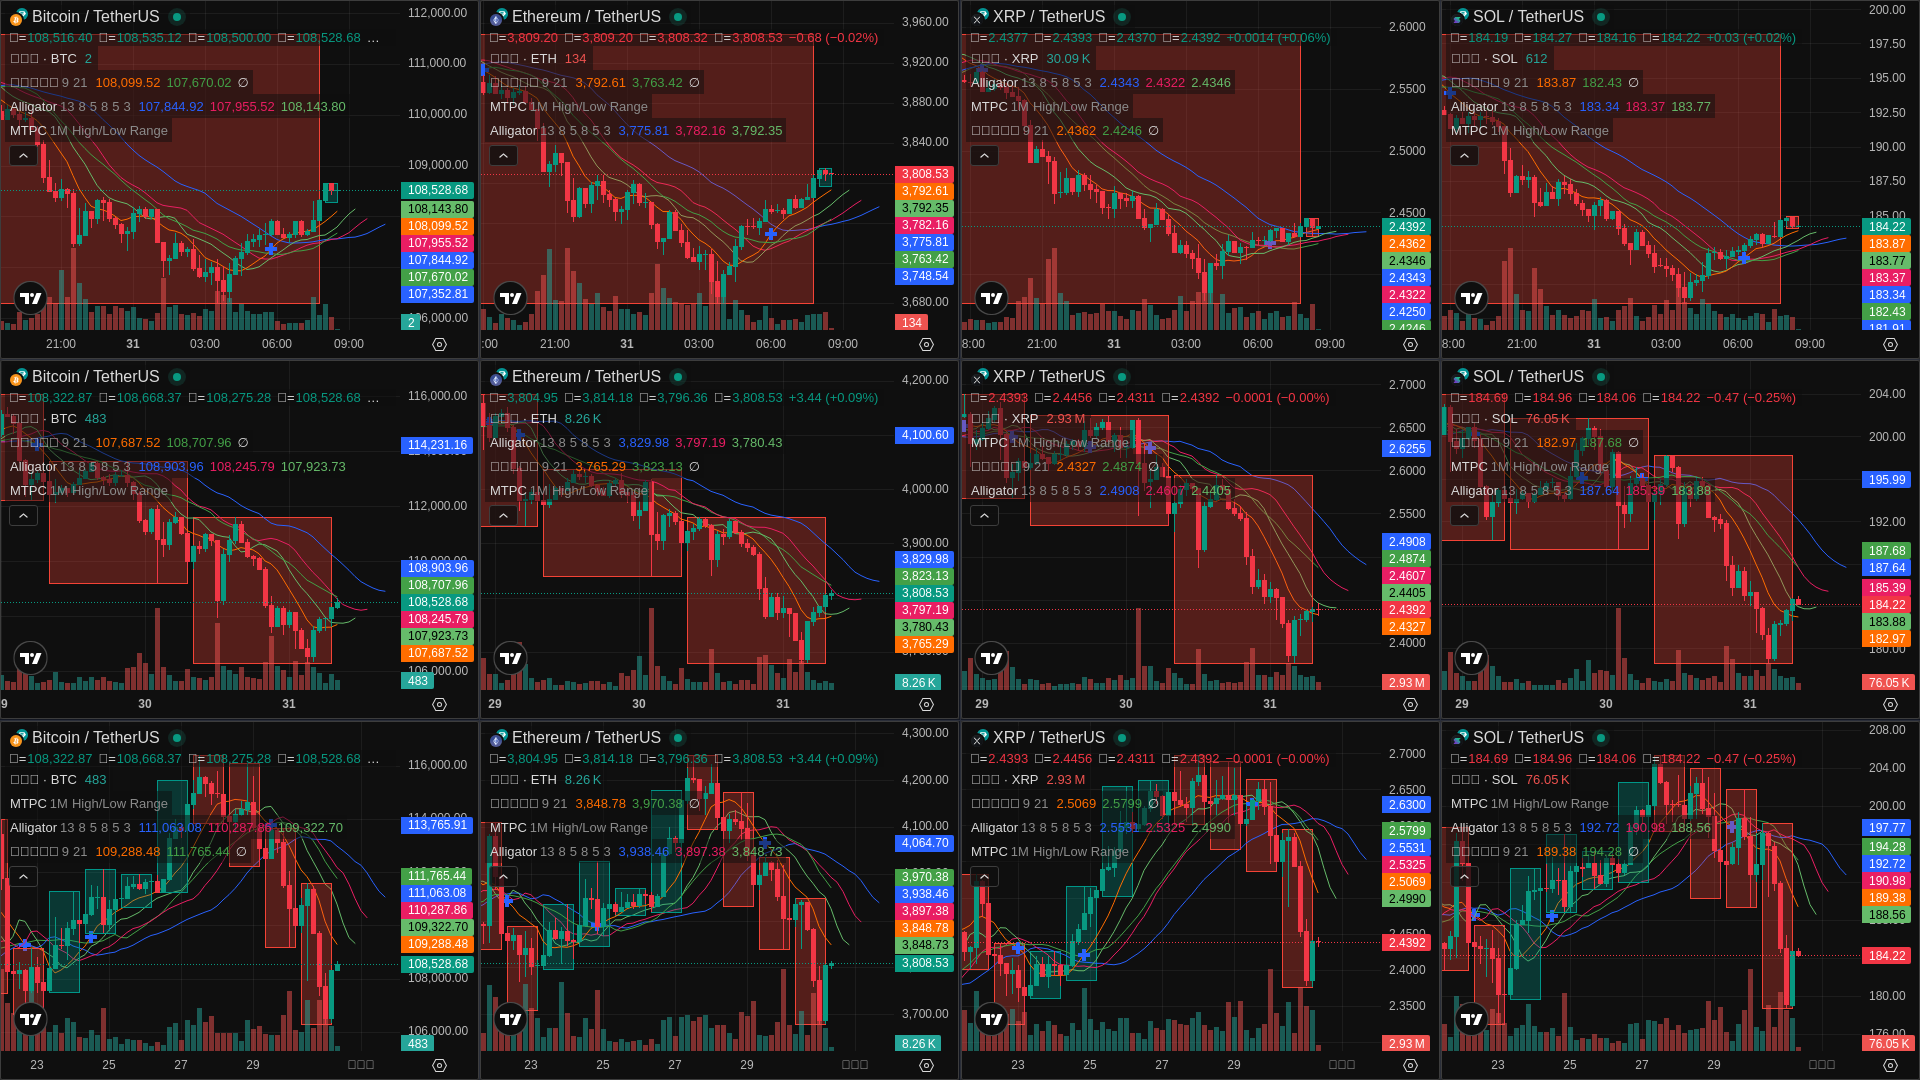 Bitcoin / TetherUS
=108,516.40 =108,535.12 =108,500.00 =108,528.68 …
· BTC 2
9 21 108,099.52 107,670.02 ∅
Alligator 13 8 5 8 5 3 107,844.92 107,955.52 108,143.80
MTPC 1M High/Low Range
112,000.00
111,000.00
110,000.00
109,000.00
108,528.68
108,143.80
108,099.52
107,955.52
107,844.92
107,670.02
107,352.81
2
21:00 31 03:00 06:00 09:00
Ethereum / TetherUS
=3,809.20 =3,809.20 =3,808.32 =3,808.53 −0.68 (−0.02%)
· ETH 134
9 21 3,792.61 3,763.42 ∅
MTPC 1M High/Low Range
Alligator 13 8 5 8 5 3 3,775.81 3,782.16 3,792.35
3,960.00
3,920.00
3,880.00
3,840.00
3,808.53
3,792.61
3,792.35
3,782.16
3,775.81
3,763.42
3,748.54
3,680.00
134
:00 21:00 31 03:00 06:00 09:00
XRP / TetherUS
=2.4377 =2.4393 =2.4370 =2.4392 +0.0014 (+0.06%)
· XRP 30.09 K
Alligator 13 8 5 8 5 3 2.4343 2.4322 2.4346
MTPC 1M High/Low Range
9 21 2.4362 2.4246 ∅
2.6000
2.5500
2.5000
2.4500
2.4392
2.4362
2.4346
2.4343
2.4322
2.4250
2.4246
8:00 21:00 31 03:00 06:00 09:00
SOL / TetherUS
=184.19 =184.27 =184.16 =184.22 +0.03 (+0.02%)
· SOL 612
9 21 183.87 182.43 ∅
Alligator 13 8 5 8 5 3 183.34 183.37 183.77
MTPC 1M High/Low Range
200.00
197.50
195.00
192.50
190.00
187.50
185.00
184.22
183.87
183.77
183.37
183.34
182.43
181.91
8:00 21:00 31 03:00 06:00 09:00
Bitcoin / TetherUS
=108,322.87 =108,668.37 =108,275.28 =108,528.68 …
· BTC 483
9 21 107,687.52 108,707.96 ∅
Alligator 13 8 5 8 5 3 108,903.96 108,245.79 107,923.73
MTPC 1M High/Low Range
116,000.00
114,231.16
112,000.00
110,000.00
108,903.96
108,707.96
108,528.68
108,245.79
107,923.73
107,687.52
106,000.00
483
9 30 31
Ethereum / TetherUS
=3,804.95 =3,814.18 =3,796.36 =3,808.53 +3.44 (+0.09%)
· ETH 8.26 K
Alligator 13 8 5 8 5 3 3,829.98 3,797.19 3,780.43
9 21 3,765.29 3,823.13 ∅
MTPC 1M High/Low Range
4,200.00
4,100.60
4,000.00
3,900.00
3,829.98
3,823.13
3,808.53
3,797.19
3,780.43
3,765.29
8.26 K
29 30 31
XRP / TetherUS
=2.4393 =2.4456 =2.4311 =2.4392 −0.0001 (−0.00%)
· XRP 2.93 M
MTPC 1M High/Low Range
9 21 2.4327 2.4874 ∅
Alligator 13 8 5 8 5 3 2.4908 2.4607 2.4405
2.7000
2.6500
2.6255
2.6000
2.5500
2.4908
2.4874
2.4607
2.4405
2.4392
2.4327
2.4000
2.93 M
29 30 31
SOL / TetherUS
=184.69 =184.96 =184.06 =184.22 −0.47 (−0.25%)
· SOL 76.05 K
9 21 182.97 187.68 ∅
MTPC 1M High/Low Range
Alligator 13 8 5 8 5 3 187.64 185.39 183.88
204.00
200.00
195.99
192.00
187.68
187.64
185.39
184.22
183.88
182.97
180.00
76.05 K
29 30 31
Bitcoin / TetherUS
=108,322.87 =108,668.37 =108,275.28 =108,528.68 …
· BTC 483
MTPC 1M High/Low Range
Alligator 13 8 5 8 5 3 111,063.08 110,287.86 109,322.70
9 21 109,288.48 111,765.44 ∅
116,000.00
113,765.91
111,765.44
111,063.08
110,287.86
109,322.70
109,288.48
108,528.68
108,000.00
106,000.00
483
23 25 27 29
Ethereum / TetherUS
=3,804.95 =3,814.18 =3,796.36 =3,808.53 +3.44 (+0.09%)
· ETH 8.26 K
9 21 3,848.78 3,970.38 ∅
MTPC 1M High/Low Range
Alligator 13 8 5 8 5 3 3,938.46 3,897.38 3,848.73
4,300.00
4,200.00
4,100.00
4,064.70
3,970.38
3,938.46
3,897.38
3,848.78
3,848.73
3,808.53
3,700.00
8.26 K
23 25 27 29
XRP / TetherUS
=2.4393 =2.4456 =2.4311 =2.4392 −0.0001 (−0.00%)
· XRP 2.93 M
9 21 2.5069 2.5799 ∅
Alligator 13 8 5 8 5 3 2.5531 2.5325 2.4990
MTPC 1M High/Low Range
2.7000
2.6500
2.6300
2.5799
2.5531
2.5325
2.5069
2.4990
2.4500
2.4392
2.4000
2.3500
2.93 M
23 25 27 29
SOL / TetherUS
=184.69 =184.96 =184.06 =184.22 −0.47 (−0.25%)
· SOL 76.05 K
MTPC 1M High/Low Range
Alligator 13 8 5 8 5 3 192.72 190.98 188.56
9 21 189.38 194.28 ∅
208.00
204.00
200.00
197.77
194.28
192.72
190.98
189.38
188.56
184.22
180.00
176.00
76.05 K
23 25 27 29